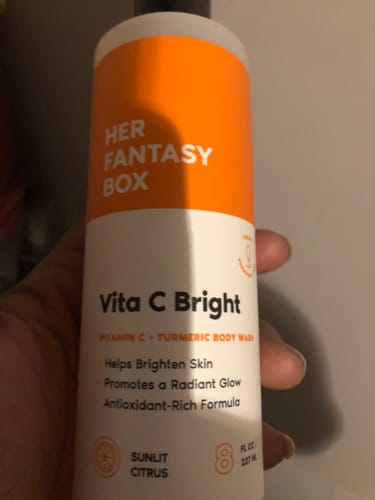 HER
FANTASY
BOX
Vita C Bright
VITAMIN C + TURMERIC BODY WASH
Helps Brighten Skin
Promotes a Radiant Glow
Antioxidant-Rich Formula
SUNLIT
CITRUS
8 FL OZ /
237 ML